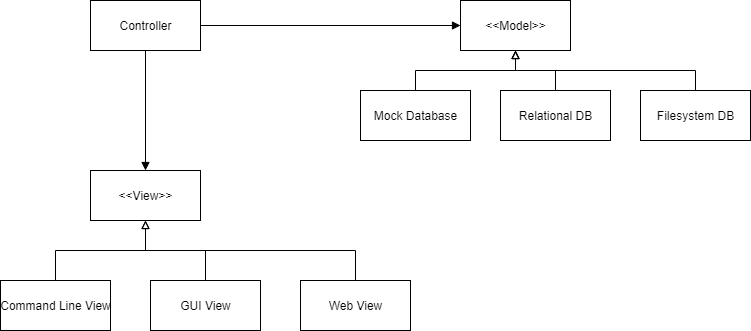 Controller
<<Model>>
Mock Database
Relational DB
Filesystem DB
<<View>>
Command Line View
GUI View
Web View